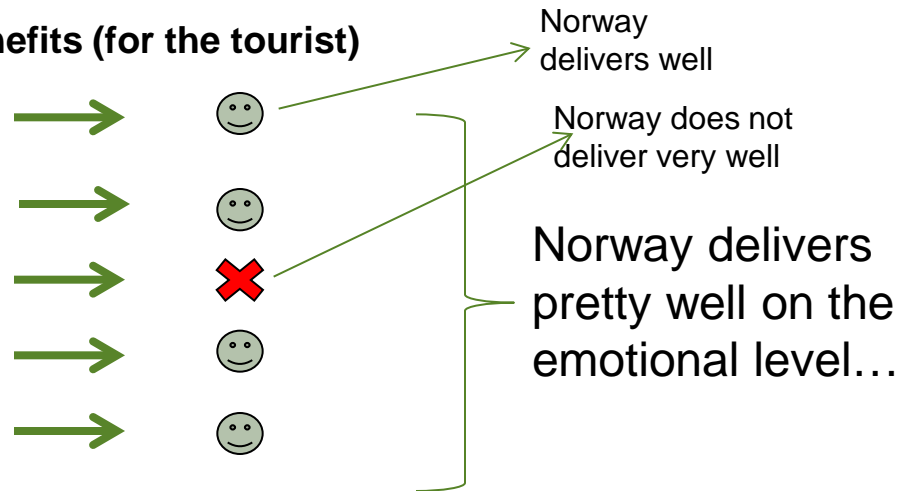 nefits (for the tourist)
Norway
delivers well
Norway does not
deliver very well
Norway delivers
pretty well on the
emotional level…